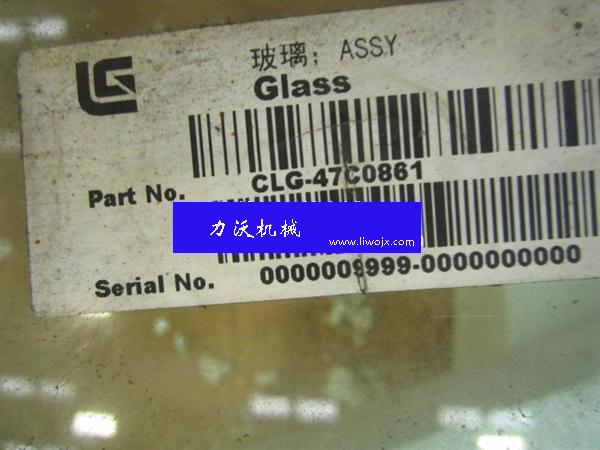 玻璃; ASSY
Glass
Part No. CLG-47C0861
力沃机械
www.liwojx.com
Serial No. 0000009999-0000000000